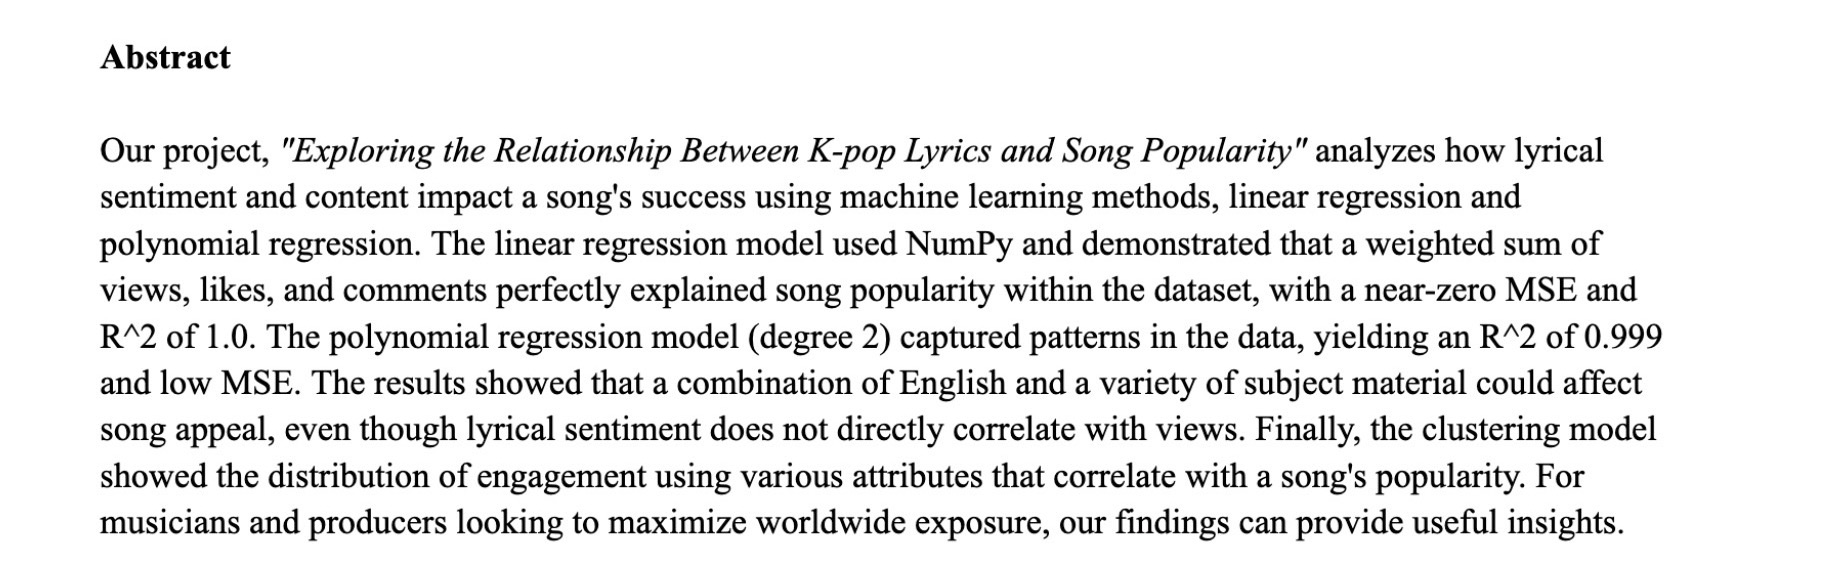 Abstract
Our project, "Exploring the Relationship Between K-pop Lyrics and Song Popularity" analyzes how lyrical
sentiment and content impact a song's success using machine learning methods, linear regression and
polynomial regression. The linear regression model used NumPy and demonstrated that a weighted sum of
views, likes, and comments perfectly explained song popularity within the dataset, with a near-zero MSE and
R^2 of 1.0. The polynomial regression model (degree 2) captured patterns in the data, yielding an R^2 of 0.999
and low MSE. The results showed that a combination of English and a variety of subject material could affect
song appeal, even though lyrical sentiment does not directly correlate with views. Finally, the clustering model
showed the distribution of engagement using various attributes that correlate with a song's popularity. For
musicians and producers looking to maximize worldwide exposure, our findings can provide useful insights.